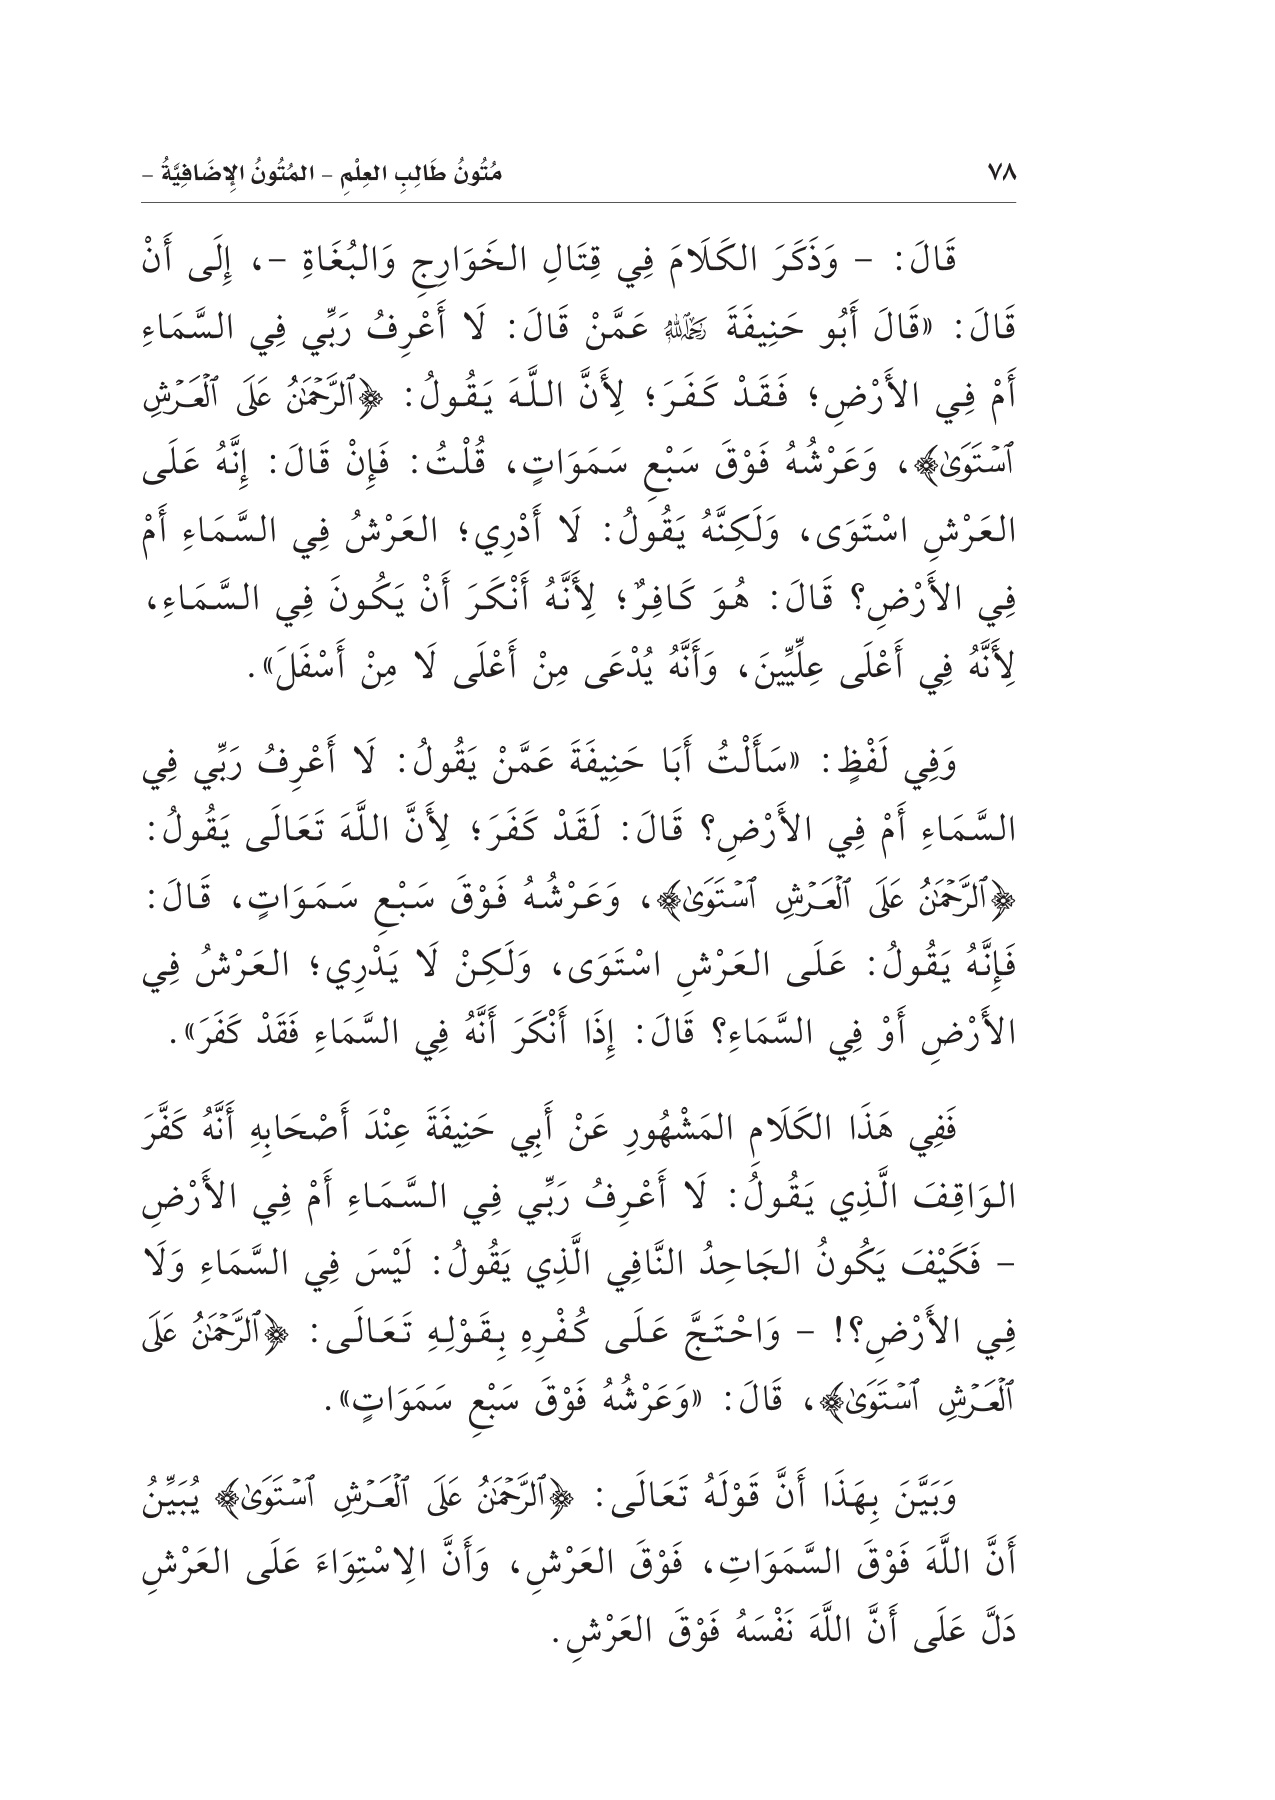 ٧٨
مُتُونُ طَالِبِ العِلْمِ – المُتُونُ الإِضَافِيَّةُ –
قَالَ: – وَذَكَرَ الكَلَامَ فِي قِتَالِ الخَوَارِجِ وَالبُغَاةِ –، إِلَى أَنْ
قَالَ: «قَالَ أَبُو حَنِيفَةَ رَحِمَهُ اللَّهُ عَمَّنْ قَالَ: لَا أَعْرِفُ رَبِّي فِي السَّمَاءِ
أَمْ فِي الأَرْضِ؛ فَقَدْ كَفَرَ؛ لِأَنَّ اللَّهَ يَقُولُ: ﴿ٱلرَّحۡمَٰنُ عَلَى ٱلۡعَرۡشِ
ٱسۡتَوَىٰ﴾، وَعَرْشُهُ فَوْقَ سَبْعِ سَمَوَاتٍ، قُلْتُ: فَإِنْ قَالَ: إِنَّهُ عَلَى
العَرْشِ اسْتَوَى، وَلَكِنَّهُ يَقُولُ: لَا أَدْرِي؛ العَرْشُ فِي السَّمَاءِ أَمْ
فِي الأَرْضِ؟ قَالَ: هُوَ كَافِرٌ؛ لِأَنَّهُ أَنْكَرَ أَنْ يَكُونَ فِي السَّمَاءِ،
لِأَنَّهُ فِي أَعْلَى عِلِّيِّينَ، وَأَنَّهُ يُدْعَى مِنْ أَعْلَى لَا مِنْ أَسْفَلَ».
وَفِي لَفْظٍ: «سَأَلْتُ أَبَا حَنِيفَةَ عَمَّنْ يَقُولُ: لَا أَعْرِفُ رَبِّي فِي
السَّمَاءِ أَمْ فِي الأَرْضِ؟ قَالَ: لَقَدْ كَفَرَ؛ لِأَنَّ اللَّهَ تَعَالَى يَقُولُ:
﴿ٱلرَّحۡمَٰنُ عَلَى ٱلۡعَرۡشِ ٱسۡتَوَىٰ﴾، وَعَرْشُهُ فَوْقَ سَبْعِ سَمَوَاتٍ، قَالَ:
فَإِنَّهُ يَقُولُ: عَلَى العَرْشِ اسْتَوَى، وَلَكِنْ لَا يَدْرِي؛ العَرْشُ فِي
الأَرْضِ أَوْ فِي السَّمَاءِ؟ قَالَ: إِذَا أَنْكَرَ أَنَّهُ فِي السَّمَاءِ فَقَدْ كَفَرَ».
فَفِي هَذَا الكَلَامِ المَشْهُورِ عَنْ أَبِي حَنِيفَةَ عِنْدَ أَصْحَابِهِ أَنَّهُ كَفَّرَ
الوَاقِفَ الَّذِي يَقُولُ: لَا أَعْرِفُ رَبِّي فِي السَّمَاءِ أَمْ فِي الأَرْضِ
– فَكَيْفَ يَكُونُ الجَاحِدُ النَّافِي الَّذِي يَقُولُ: لَيْسَ فِي السَّمَاءِ وَلَا
فِي الأَرْضِ؟! – وَاحْتَجَّ عَلَى كُفْرِهِ بِقَوْلِهِ تَعَالَى: ﴿ٱلرَّحۡمَٰنُ عَلَى
ٱلۡعَرۡشِ ٱسۡتَوَىٰ﴾، قَالَ: «وَعَرْشُهُ فَوْقَ سَبْعِ سَمَوَاتٍ».
وَبَيَّنَ بِهَذَا أَنَّ قَوْلَهُ تَعَالَى: ﴿ٱلرَّحۡمَٰنُ عَلَى ٱلۡعَرۡشِ ٱسۡتَوَىٰ﴾ يُبَيِّنُ
أَنَّ اللَّهَ فَوْقَ السَّمَوَاتِ، فَوْقَ العَرْشِ، وَأَنَّ الِاسْتِوَاءَ عَلَى العَرْشِ
دَلَّ عَلَى أَنَّ اللَّهَ نَفْسَهُ فَوْقَ العَرْشِ.